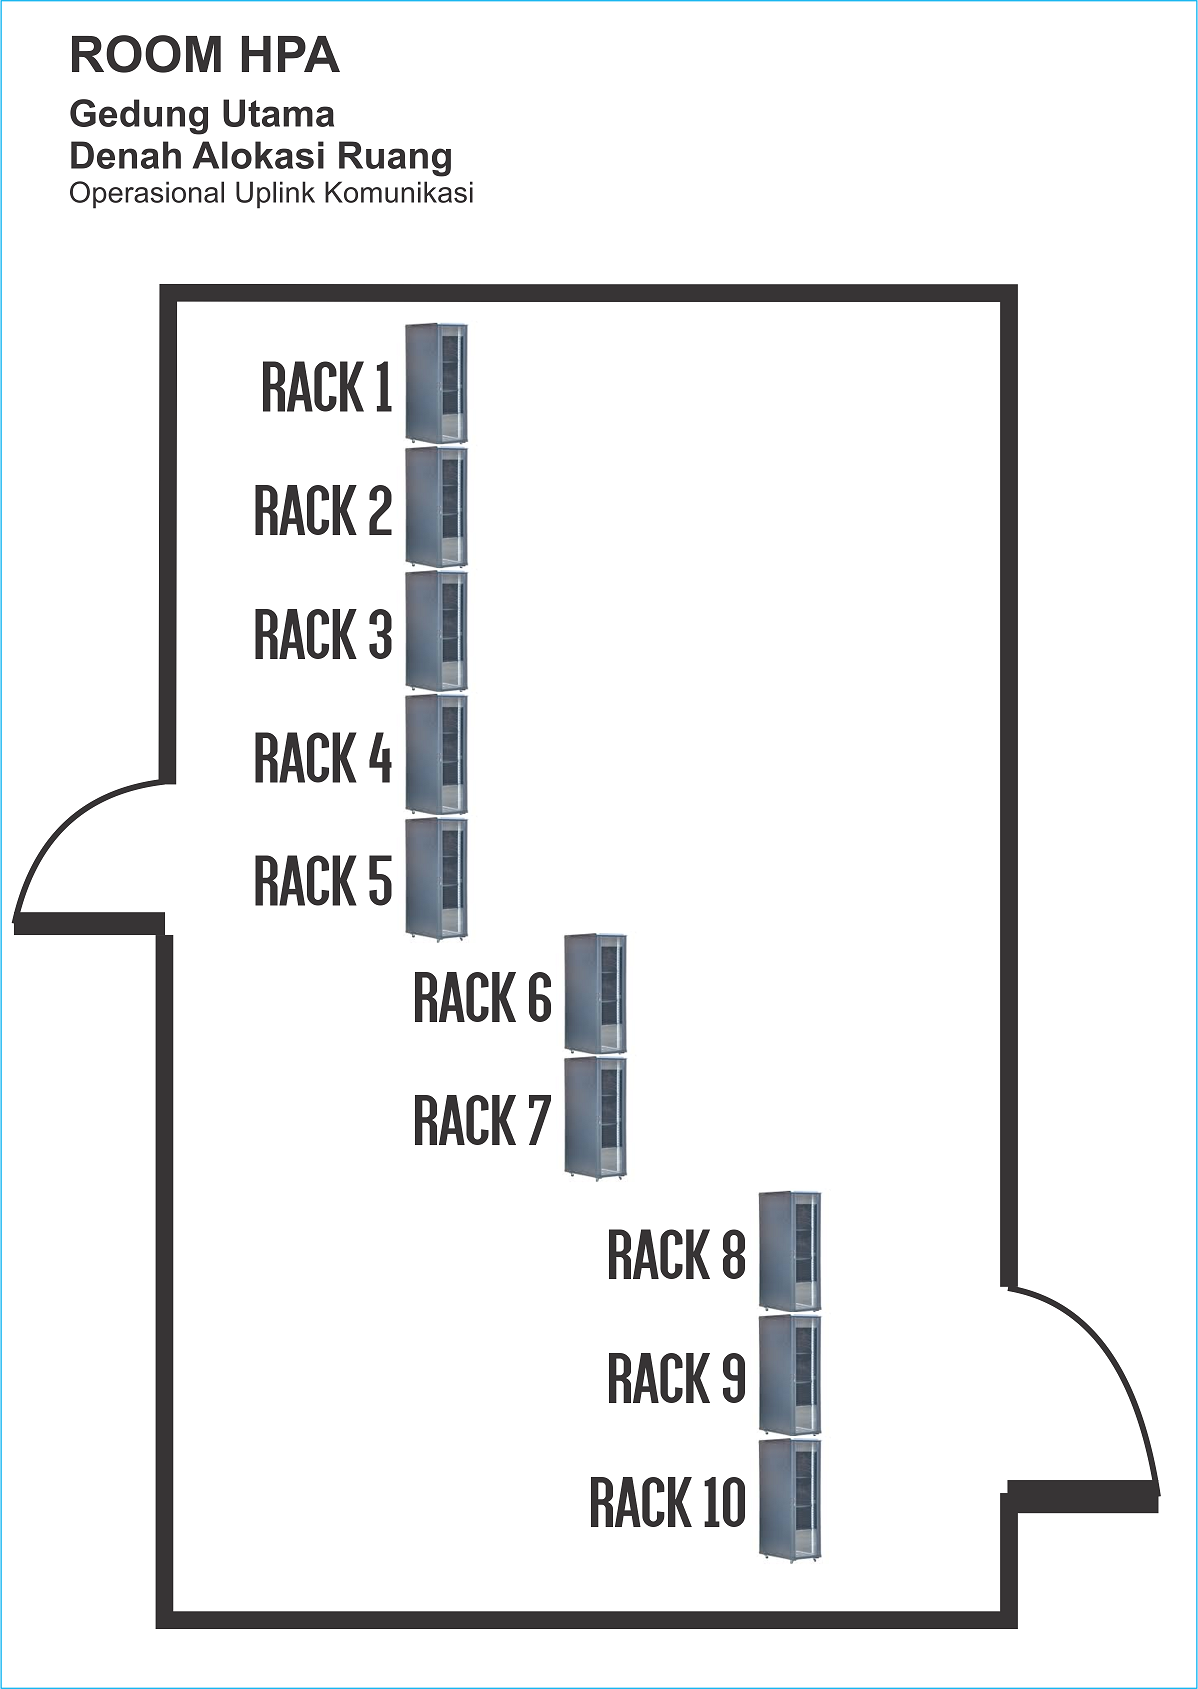 ROOM HPA
Gedung Utama
Denah Alokasi Ruang
Operasional Uplink Komunikasi
RACK 1
RACK 2
RACK 3
RACK 4
RACK 5
RACK 6
RACK 7
RACK 8
RACK 9
RACK 10